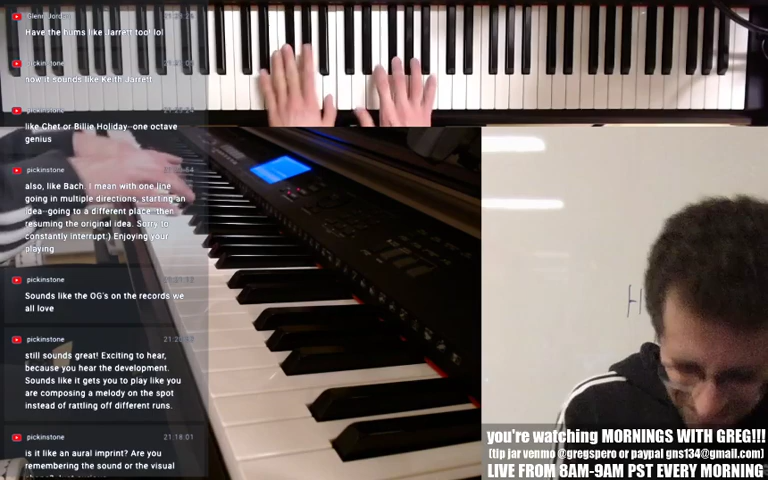 Glenn Jordan
Have the hums like Jarrett too! lol
pickinstone
now it sounds like Keith Jarrett
pickinstone
like Chet or Billie Holiday--one octave
genius
pickinstone
also, like Bach. I mean with one line
going in multiple directions, starting an
idea--going to a different place--then
resuming the original idea. Sorry to
constantly interrupt:) Enjoying your
playing
pickinstone
Sounds like the OG's on the records we
all love
pickinstone
still sounds great! Exciting to hear,
because you hear the development.
Sounds like it gets you to play like you
are composing a melody on the spot
instead of rattling off different runs.
pickinstone 21:18:01
is it like an aural imprint? Are you
remembering the sound or the visual
H
you're watching MORNINGS WITH GREG!!!
(tip jar venmo @gregspero or paypal gns134@gmail.com)
LIVE FROM 8AM-9AM PST EVERY MORNING